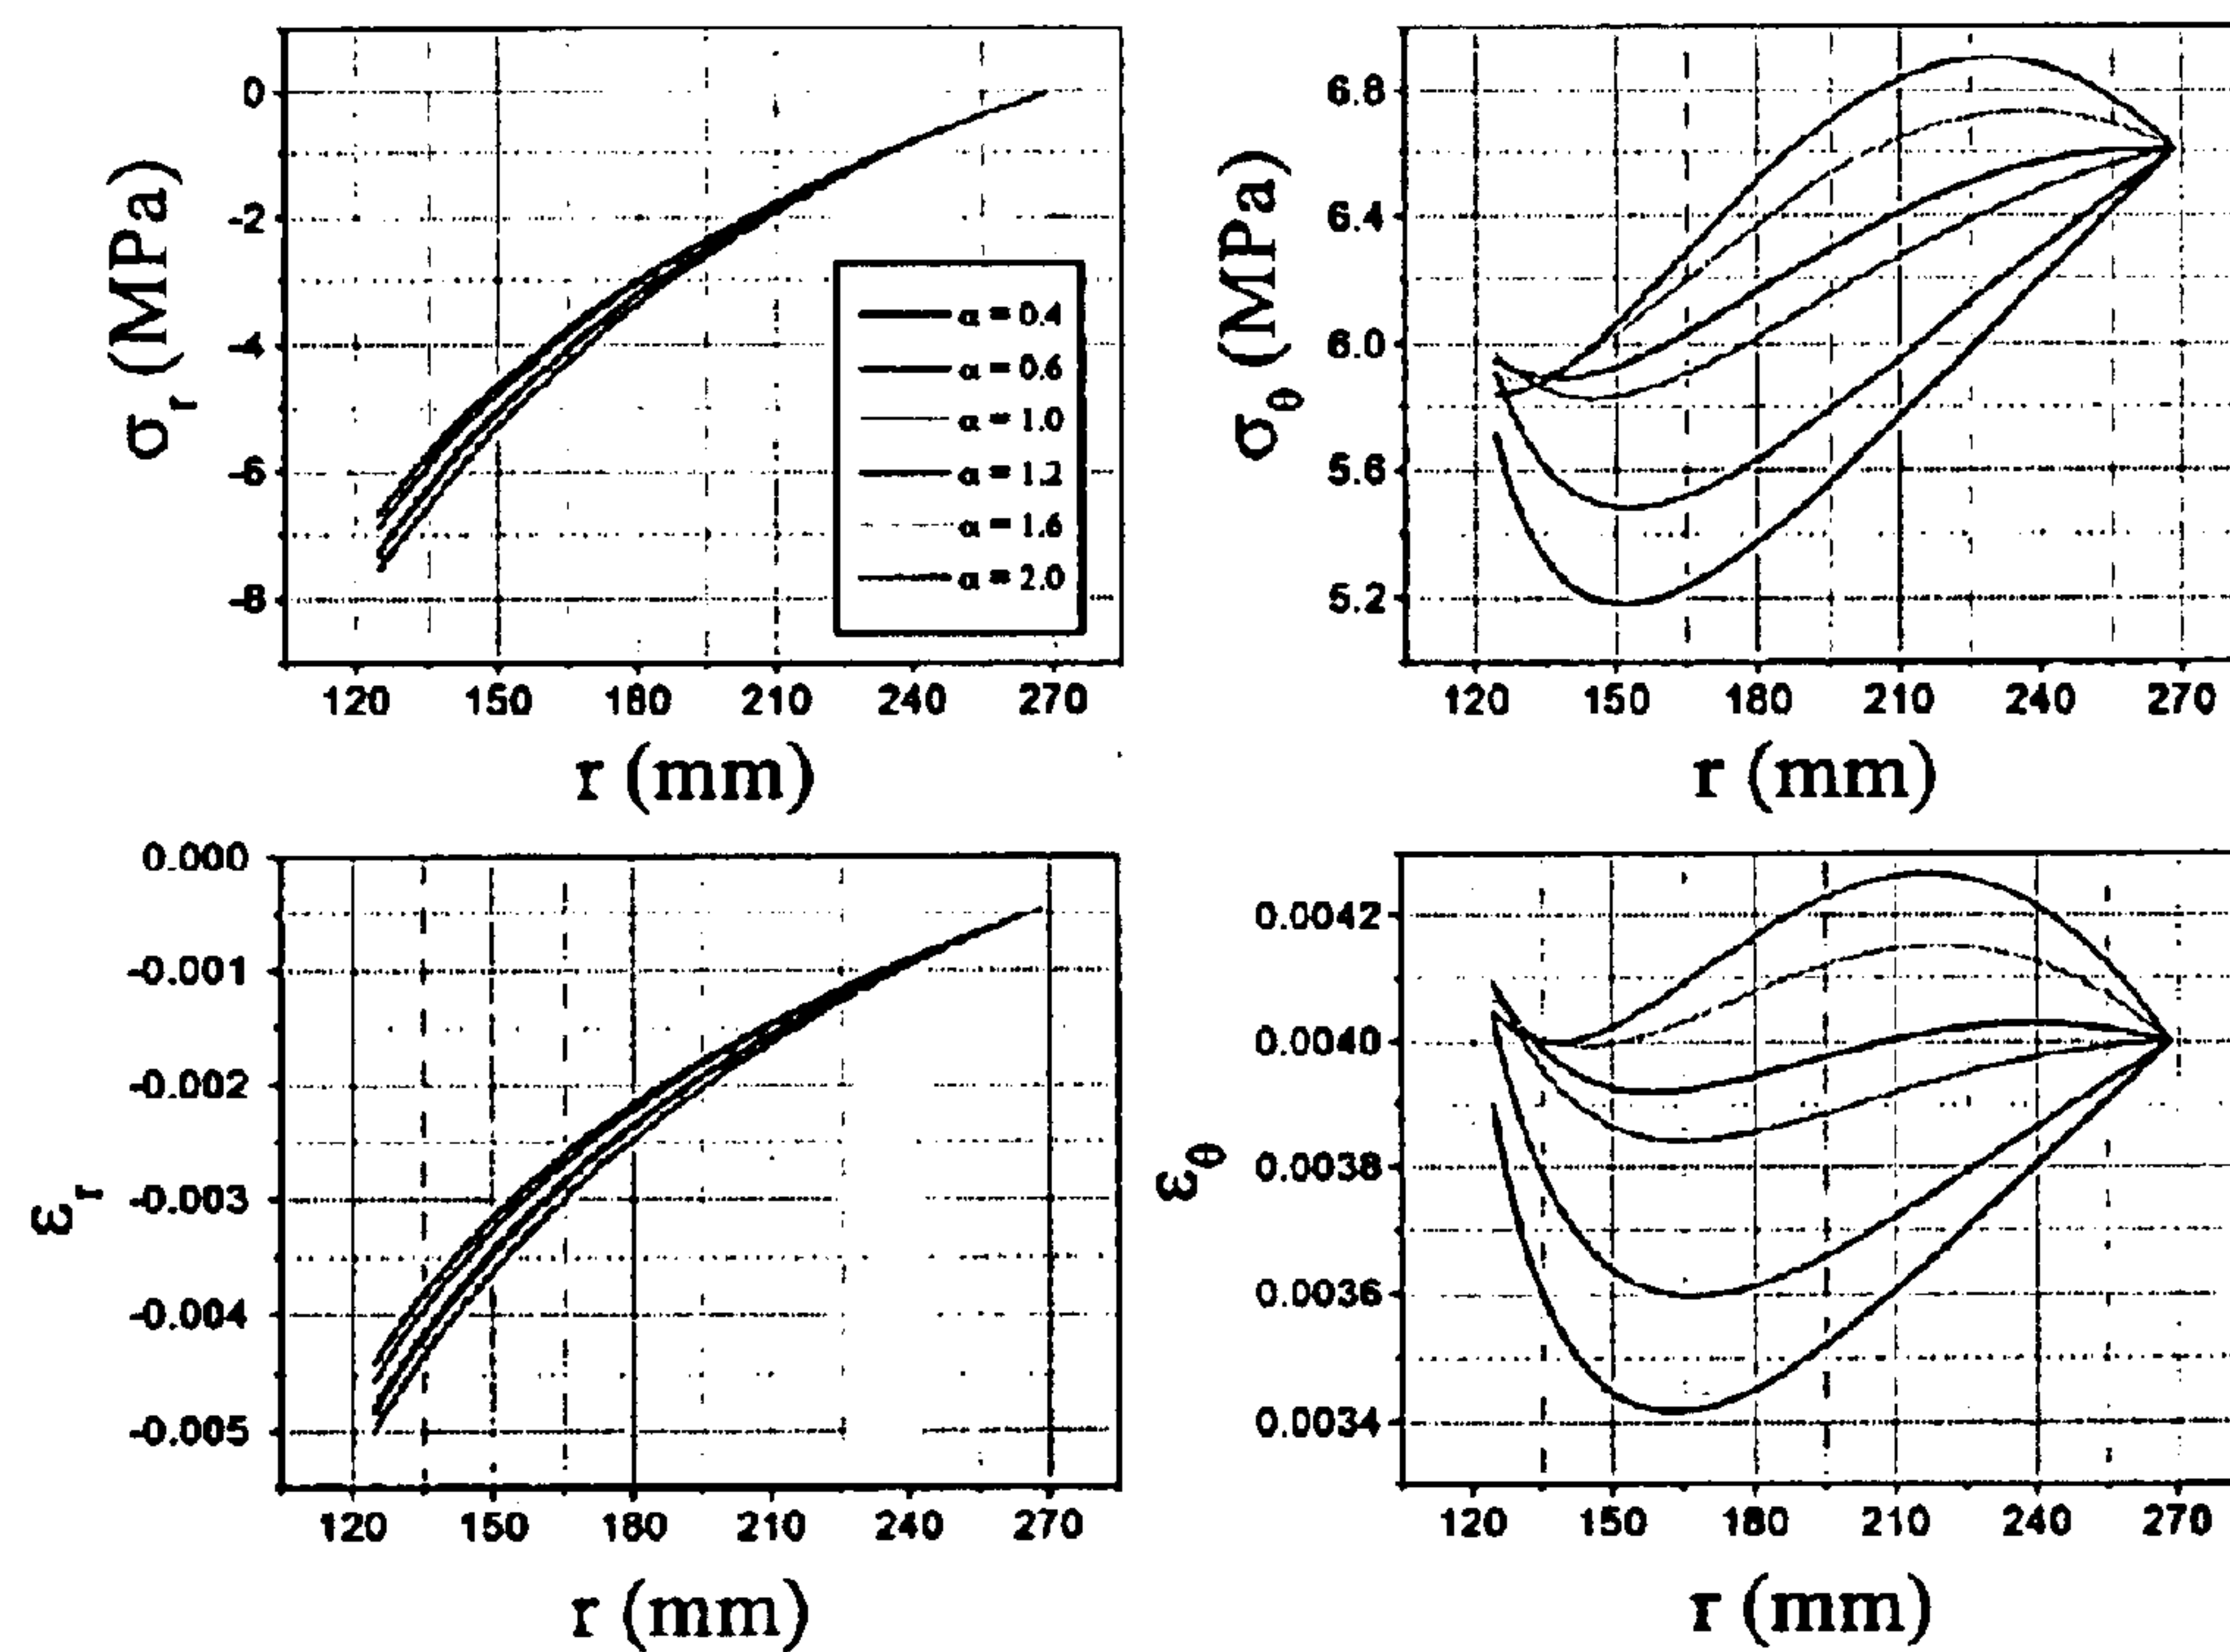 σr (MPa)
0
-2
-4
-6
-8
α = 0.4
α = 0.6
α = 1.0
α = 1.2
α = 1.6
α = 2.0
120 150 180 210 240 270
r (mm)
σθ (MPa)
6.8
6.4
6.0
5.6
5.2
120 150 180 210 240 270
r (mm)
εr
0.000
-0.001
-0.002
-0.003
-0.004
-0.005
120 150 180 210 240 270
r (mm)
εθ
0.0042
0.0040
0.0038
0.0036
0.0034
120 150 180 210 240 270
r (mm)